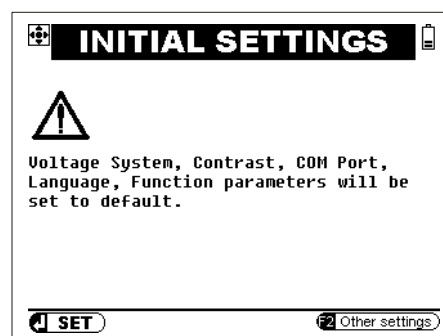 INITIAL SETTINGS
Voltage System, Contrast, COM Port,
Language, Function parameters will be
set to default.
SET
F2 Other settings